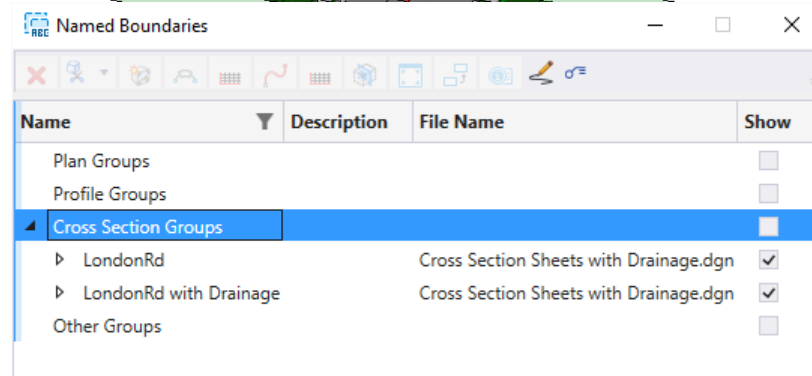 ABC Named Boundaries
Name Description File Name Show
Plan Groups
Profile Groups
Cross Section Groups
LondonRd Cross Section Sheets with Drainage.dgn
LondonRd with Drainage Cross Section Sheets with Drainage.dgn
Other Groups